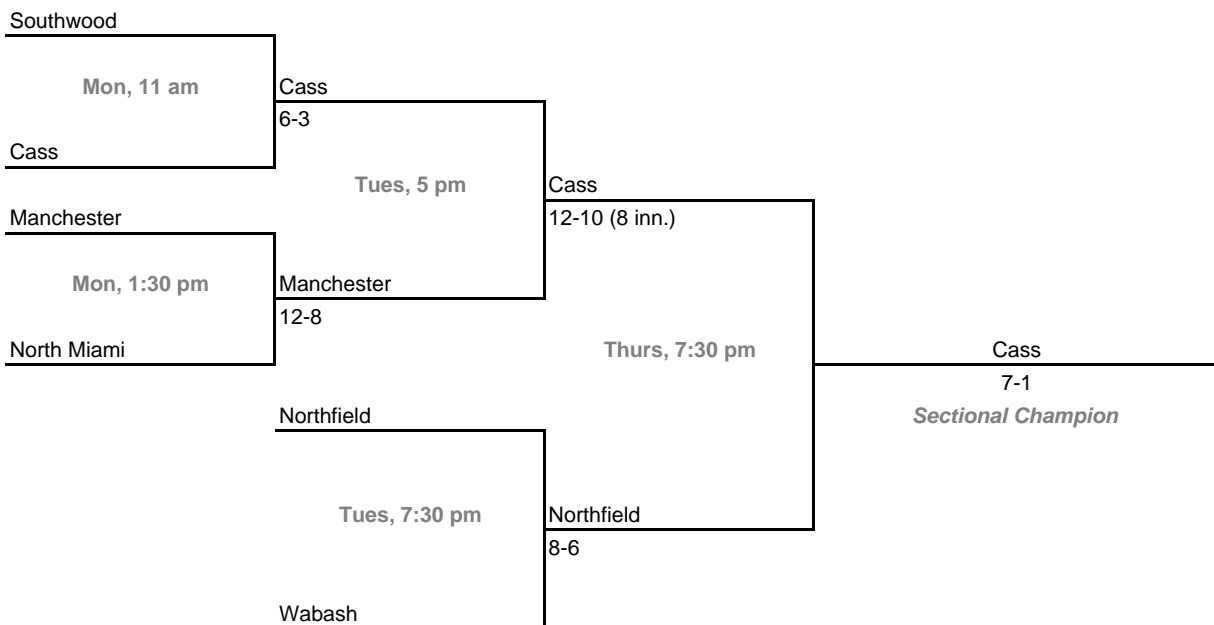 Southwood
Mon, 11 am
Cass
6-3
Cass
Tues, 5 pm
Cass
12-10 (8 inn.)
Manchester
Mon, 1:30 pm
Manchester
12-8
North Miami
Thurs, 7:30 pm
Cass
7-1
Sectional Champion
Northfield
Tues, 7:30 pm
Northfield
8-6
Wabash